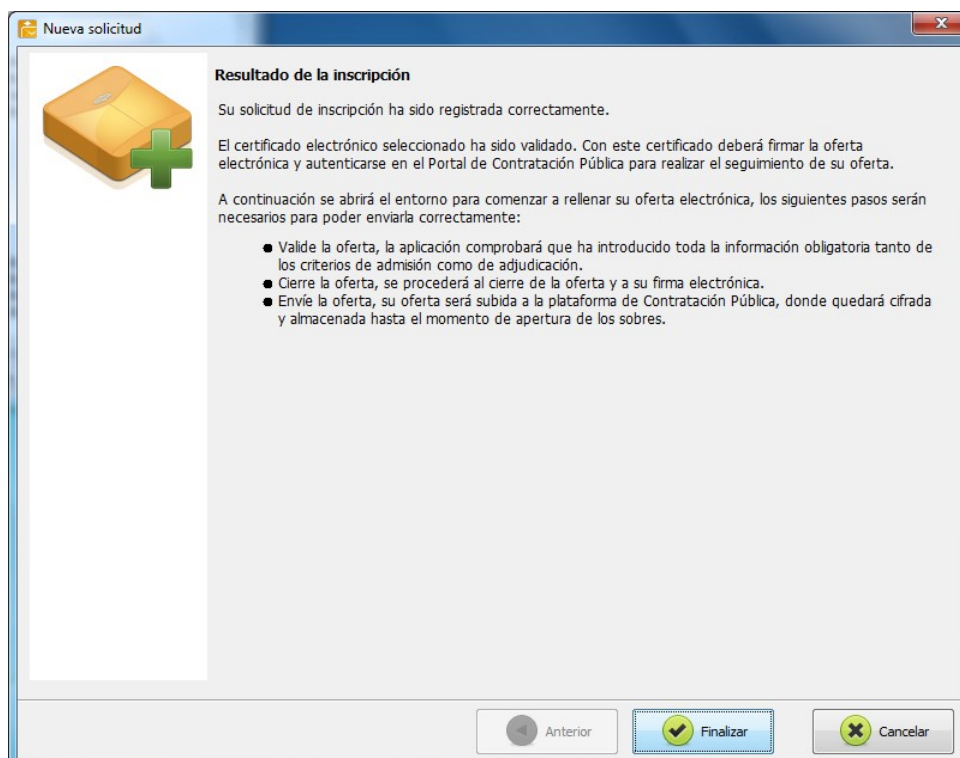 Nueva solicitud
Resultado de la inscripción
Su solicitud de inscripción ha sido registrada correctamente.
El certificado electrónico seleccionado ha sido validado. Con este certificado deberá firmar la oferta
electrónica y autenticarse en el Portal de Contratación Pública para realizar el seguimiento de su oferta.
A continuación se abrirá el entorno para comenzar a rellenar su oferta electrónica, los siguientes pasos serán
necesarios para poder enviarla correctamente:
● Valide la oferta, la aplicación comprobará que ha introducido toda la información obligatoria tanto de
los criterios de admisión como de adjudicación.
● Cierre la oferta, se procederá al cierre de la oferta y a su firma electrónica.
● Envíe la oferta, su oferta será subida a la plataforma de Contratación Pública, donde quedará cifrada
y almacenada hasta el momento de apertura de los sobres.
Anterior Finalizar Cancelar